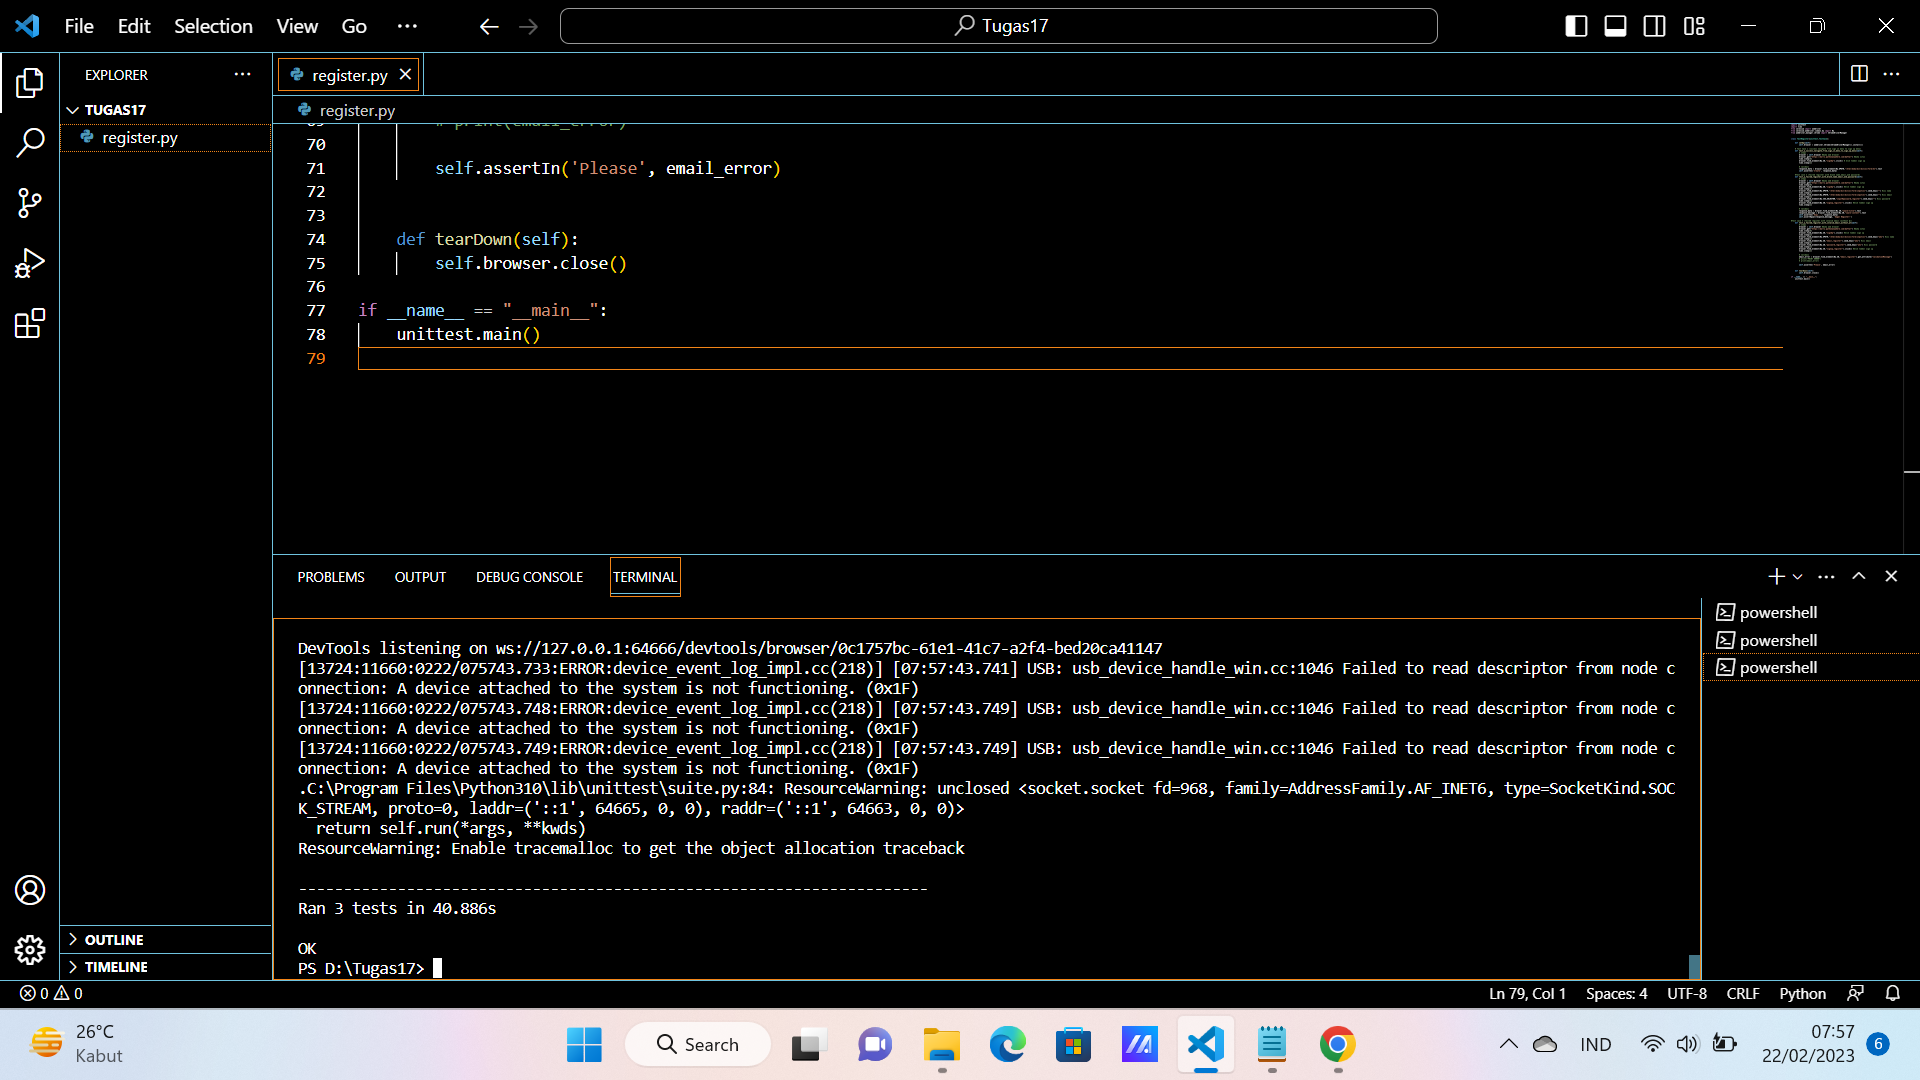 File Edit Selection View Go ···
Tugas17
EXPLORER
TUGAS17
register.py
register.py
register.py
70
71 self.assertIn('Please', email_error)
72
73
74 def tearDown(self):
75 self.browser.close()
76
77 if __name__ == "__main__":
78 unittest.main()
79
PROBLEMS OUTPUT DEBUG CONSOLE TERMINAL
powershell
powershell
powershell
DevTools listening on ws://127.0.0.1:64666/devtools/browser/0c1757bc-61e1-41c7-a2f4-bed20ca41147
[13724:11660:0222/075743.733:ERROR:device_event_log_impl.cc(218)] [07:57:43.741] USB: usb_device_handle_win.cc:1046 Failed to read descriptor from node c
onnection: A device attached to the system is not functioning. (0x1F)
[13724:11660:0222/075743.748:ERROR:device_event_log_impl.cc(218)] [07:57:43.749] USB: usb_device_handle_win.cc:1046 Failed to read descriptor from node c
onnection: A device attached to the system is not functioning. (0x1F)
[13724:11660:0222/075743.749:ERROR:device_event_log_impl.cc(218)] [07:57:43.749] USB: usb_device_handle_win.cc:1046 Failed to read descriptor from node c
onnection: A device attached to the system is not functioning. (0x1F)
.C:\Program Files\Python310\lib\unittest\suite.py:84: ResourceWarning: unclosed <socket.socket fd=968, family=AddressFamily.AF_INET6, type=SocketKind.SOC
K_STREAM, proto=0, laddr=('::1', 64665, 0, 0), raddr=('::1', 64663, 0, 0)>
return self.run(*args, **kwds)
ResourceWarning: Enable tracemalloc to get the object allocation traceback
----------------------------------------------------------------------
Ran 3 tests in 40.886s
OK
PS D:\Tugas17>
OUTLINE
TIMELINE
0 0
Ln 79, Col 1 Spaces: 4 UTF-8 CRLF Python
26°C
Kabut
Search
IND
07:57
22/02/2023
6